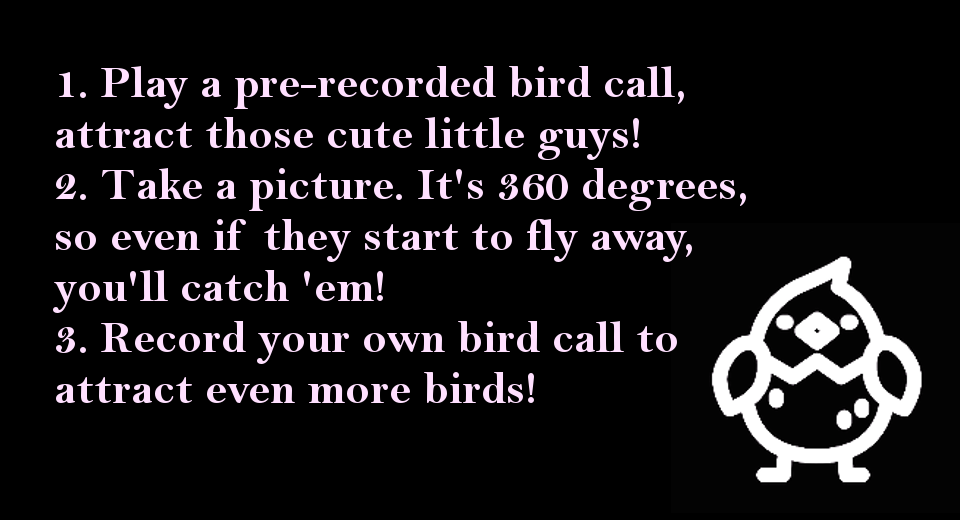 1. Play a pre-recorded bird call,
attract those cute little guys!
2. Take a picture. It's 360 degrees,
so even if they start to fly away,
you'll catch 'em!
3. Record your own bird call to
attract even more birds!